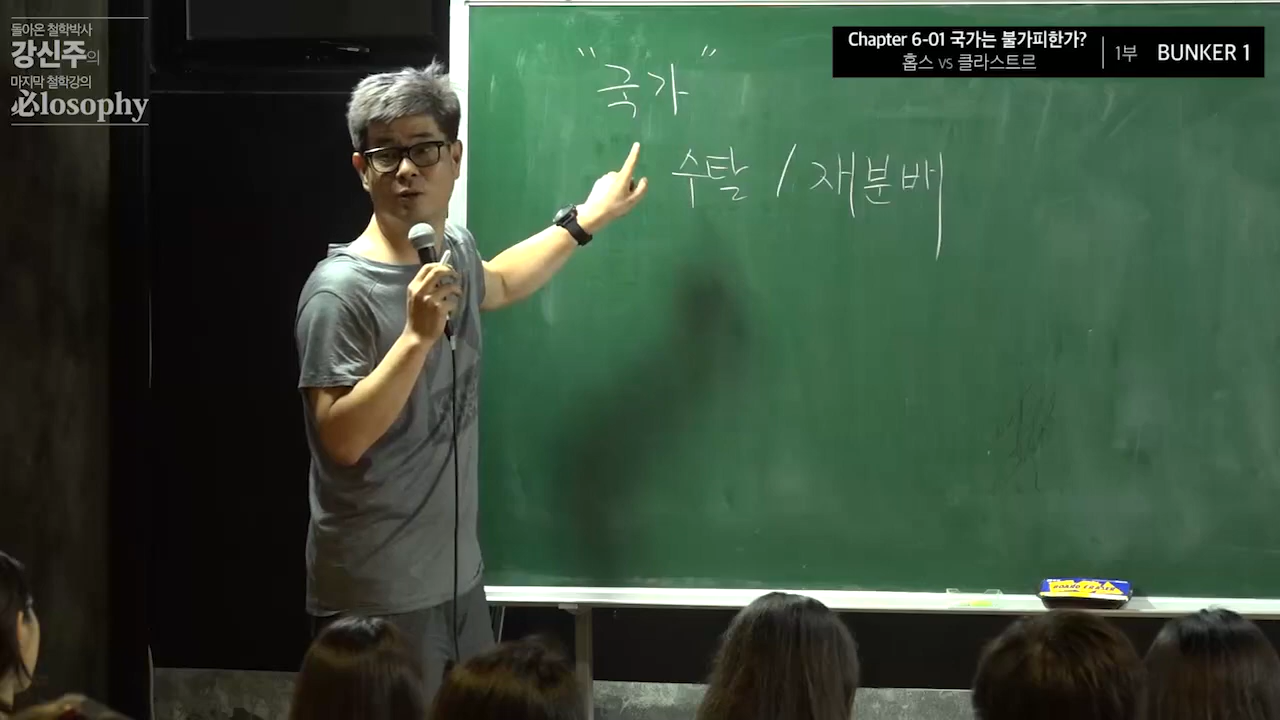 돌아온 철학박사
강신주의
마지막 철학강의
必losophy
Chapter 6-01 국가는 불가피한가?
홉스 vs 클라스트르
1부
BUNKER 1
"국가"
수탈 / 재분배